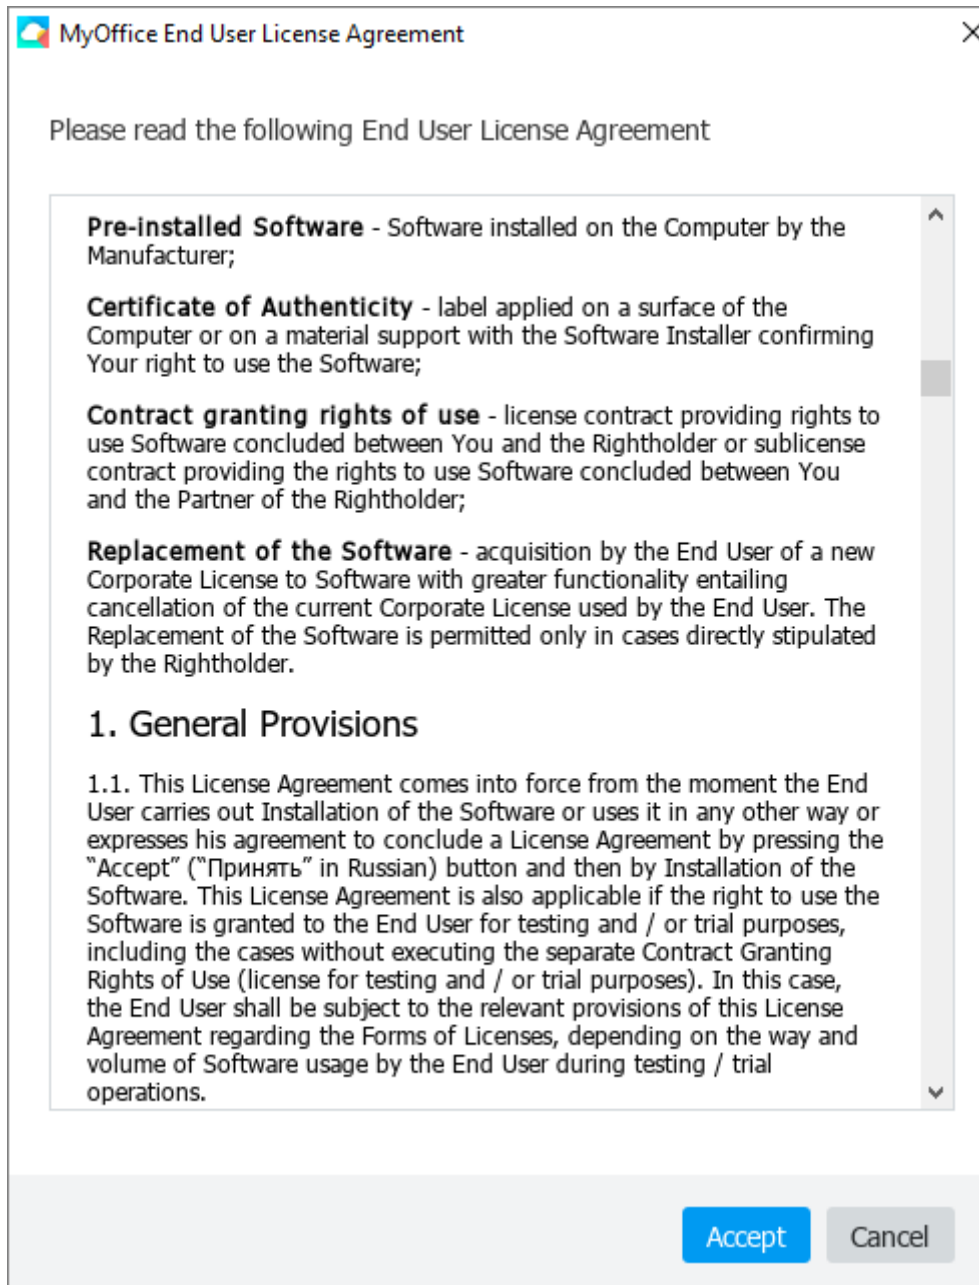 MyOffice End User License Agreement
Please read the following End User License Agreement
Pre-installed Software - Software installed on the Computer by the
Manufacturer;
Certificate of Authenticity - label applied on a surface of the
Computer or on a material support with the Software Installer confirming
Your right to use the Software;
Contract granting rights of use - license contract providing rights to
use Software concluded between You and the Rightholder or sublicense
contract providing the rights to use Software concluded between You
and the Partner of the Rightholder;
Replacement of the Software - acquisition by the End User of a new
Corporate License to Software with greater functionality entailing
cancellation of the current Corporate License used by the End User. The
Replacement of the Software is permitted only in cases directly stipulated
by the Rightholder.
1. General Provisions
1.1. This License Agreement comes into force from the moment the End
User carries out Installation of the Software or uses it in any other way or
expresses his agreement to conclude a License Agreement by pressing the
“Accept” (“Принять” in Russian) button and then by Installation of the
Software. This License Agreement is also applicable if the right to use the
Software is granted to the End User for testing and / or trial purposes,
including the cases without executing the separate Contract Granting
Rights of Use (license for testing and / or trial purposes). In this case,
the End User shall be subject to the relevant provisions of this License
Agreement regarding the Forms of Licenses, depending on the way and
volume of Software usage by the End User during testing / trial
operations.
Accept Cancel